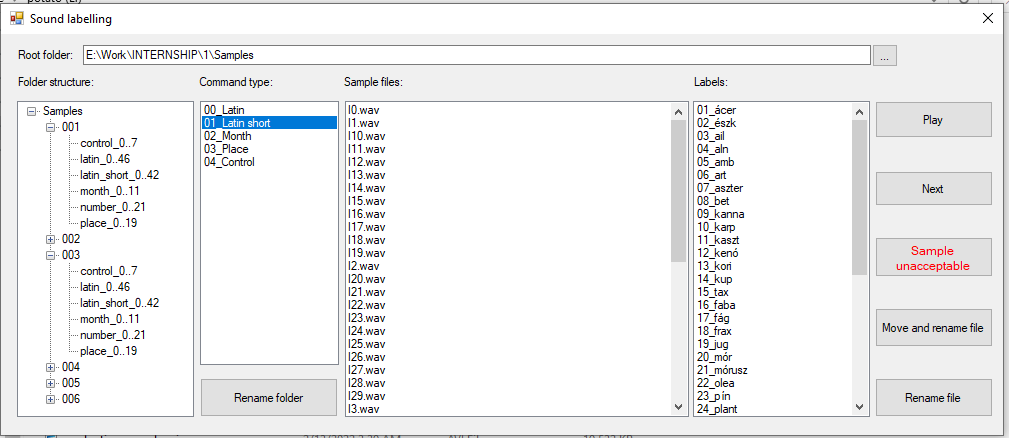 Sound labelling
Root folder: E:\Work\INTERNSHIP\1\Samples ...
Folder structure:
Samples
001
control_0..7
latin_0..46
latin_short_0..42
month_0..11
number_0..21
place_0..19
002
003
control_0..7
latin_0..46
latin_short_0..42
month_0..11
number_0..21
place_0..19
004
005
006
Command type:
00_Latin
01_Latin short
02_Month
03_Place
04_Control
Rename folder
Sample files:
l0.wav
l1.wav
l10.wav
l11.wav
l12.wav
l13.wav
l14.wav
l15.wav
l16.wav
l17.wav
l18.wav
l19.wav
l2.wav
l20.wav
l21.wav
l22.wav
l23.wav
l24.wav
l25.wav
l26.wav
l27.wav
l28.wav
l29.wav
l3.wav
Labels:
01_ácer
02_észk
03_ail
04_aln
05_amb
06_art
07_aszter
08_bet
09_kanna
10_karp
11_kaszt
12_kenó
13_kori
14_kup
15_tax
16_faba
17_fág
18_frax
19_jug
20_mór
21_mórusz
22_olea
23_pín
24_plant
Play
Next
Sample
unacceptable
Move and rename file
Rename file